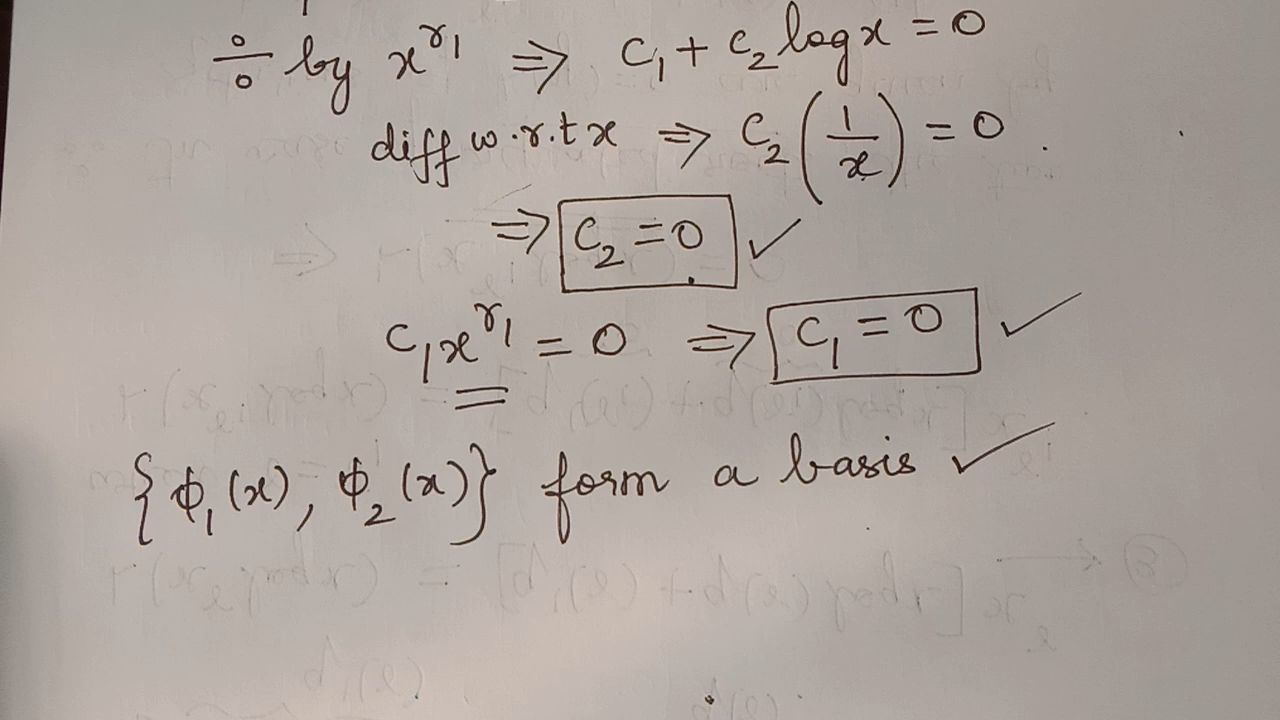 ÷ by x^{r_1} ⇒ C_1 + C_2 log x = 0
diff w.r.t x ⇒ C_2 (1/x) = 0.
⇒ C_2 = 0 ✓
C_1 x^{r_1} = 0 ⇒ C_1 = 0 ✓
{ϕ_1(x), ϕ_2(x)} form a basis ✓